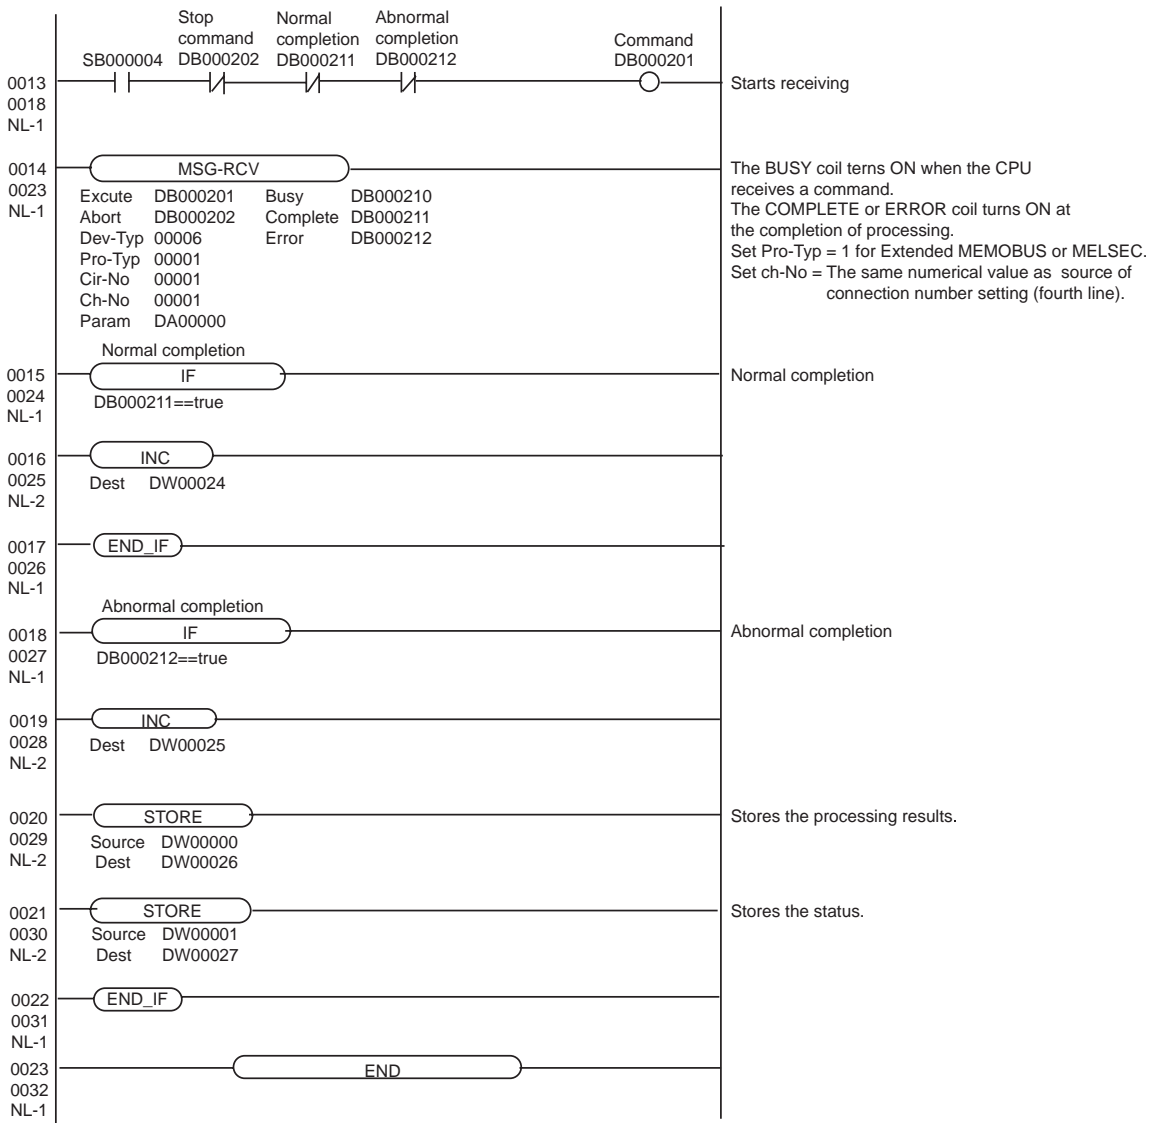 Stop Normal Abnormal
command completion completion Command
SB000004 DB000202 DB000211 DB000212 DB000201
0013 Starts receiving
0018
NL-1
0014 MSG-RCV The BUSY coil terns ON when the CPU
0023 Excute DB000201 Busy DB000210 receives a command.
NL-1 Abort DB000202 Complete DB000211 The COMPLETE or ERROR coil turns ON at
Dev-Typ 00006 Error DB000212 the completion of processing.
Pro-Typ 00001 Set Pro-Typ = 1 for Extended MEMOBUS or MELSEC.
Cir-No 00001 Set ch-No = The same numerical value as source of
Ch-No 00001 connection number setting (fourth line).
Param DA00000
Normal completion
0015 IF Normal completion
0024 DB000211==true
NL-1
0016 INC
0025 Dest DW00024
NL-2
0017 END_IF
0026
NL-1
Abnormal completion
0018 IF Abnormal completion
0027 DB000212==true
NL-1
0019 INC
0028 Dest DW00025
NL-2
0020 STORE Stores the processing results.
0029 Source DW00000
NL-2 Dest DW00026
0021 STORE Stores the status.
0030 Source DW00001
NL-2 Dest DW00027
0022 END_IF
0031
NL-1
0023 END
0032
NL-1